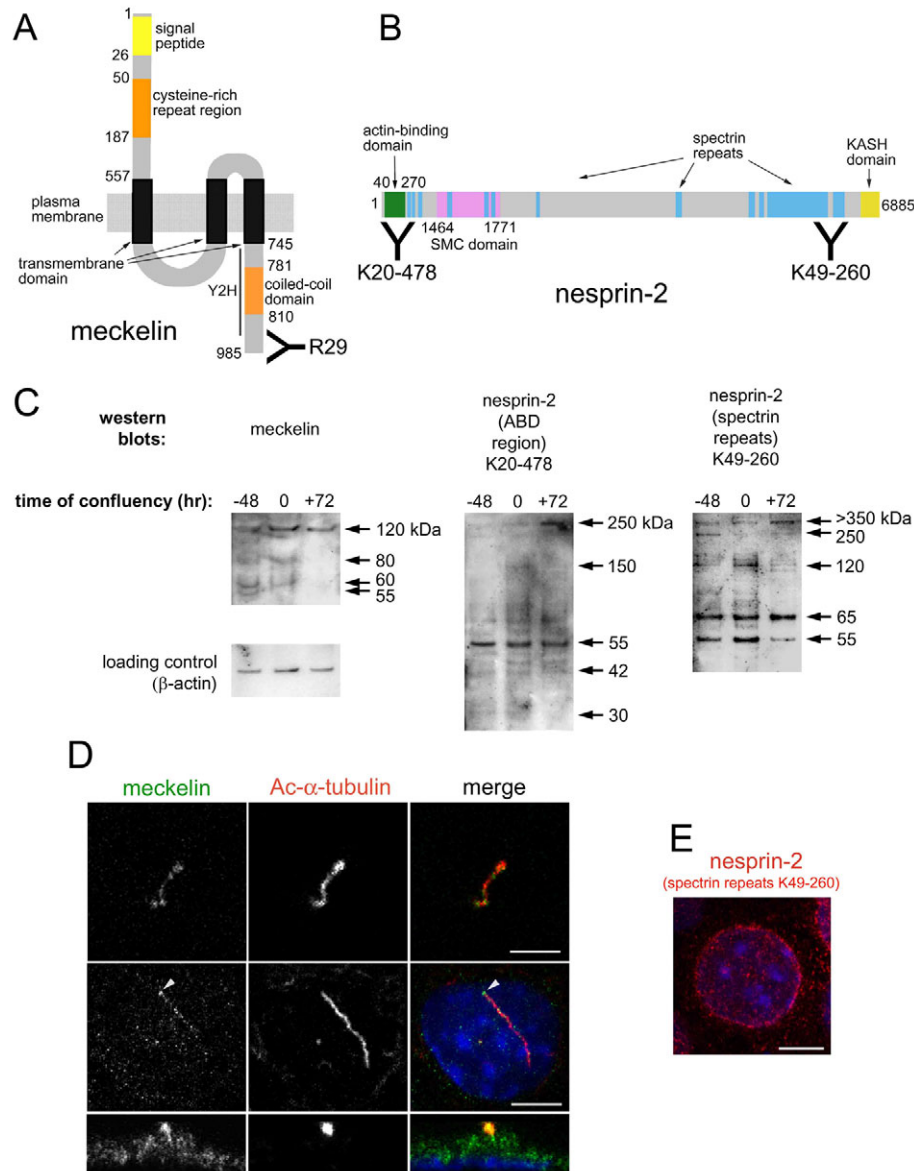 A
1
signal
peptide
26
50
cysteine-rich
repeat region
187
557
plasma
membrane
transmembrane
domain
745
781
Y2H
coiled-coil
domain
810
meckelin
985
R29
B
actin-binding
domain
spectrin
repeats
KASH
domain
40
270
1
6885
1464
1771
SMC domain
K20-478
K49-260
nesprin-2
C
western
blots:
meckelin
nesprin-2
(ABD
region)
K20-478
nesprin-2
(spectrin
repeats)
K49-260
time of confluency (hr):
-48 0 +72
120 kDa
80
60
55
loading control
(β-actin)
-48 0 +72
250 kDa
150
55
42
30
-48 0 +72
>350 kDa
250
120
65
55
D
meckelin
Ac-α-tubulin
merge
E
nesprin-2
(spectrin repeats K49-260)